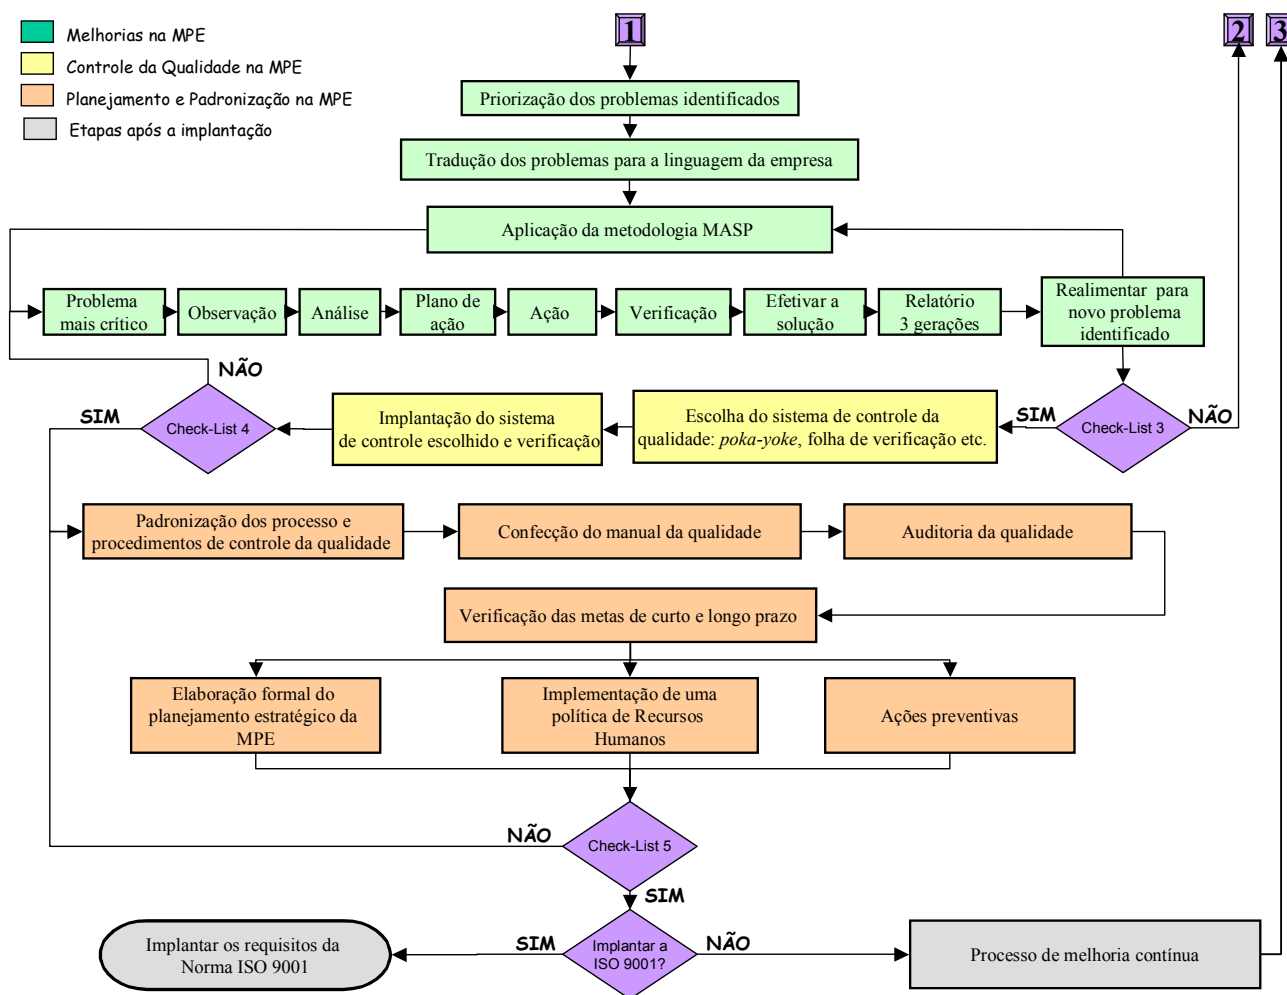 Melhorias na MPE
Controle da Qualidade na MPE
Planejamento e Padronização na MPE
Etapas após a implantação
1
2
3
Priorização dos problemas identificados
Tradução dos problemas para a linguagem da empresa
Aplicação da metodologia MASP
Problema
mais crítico
Observação
Análise
Plano de
ação
Ação
Verificação
Efetivar a
solução
Relatório
3 gerações
Realimentar para
novo problema
identificado
NÃO
SIM
Check-List 4
Implantação do sistema
de controle escolhido e verificação
Escolha do sistema de controle da
qualidade: poka-yoke, folha de verificação etc.
SIM
Check-List 3
NÃO
Padronização dos processo e
procedimentos de controle da qualidade
Confecção do manual da qualidade
Auditoria da qualidade
Verificação das metas de curto e longo prazo
Elaboração formal do
planejamento estratégico da
MPE
Implementação de uma
política de Recursos
Humanos
Ações preventivas
NÃO
Check-List 5
SIM
Implantar os requisitos da
Norma ISO 9001
SIM
Implantar a
ISO 9001?
NÃO
Processo de melhoria contínua